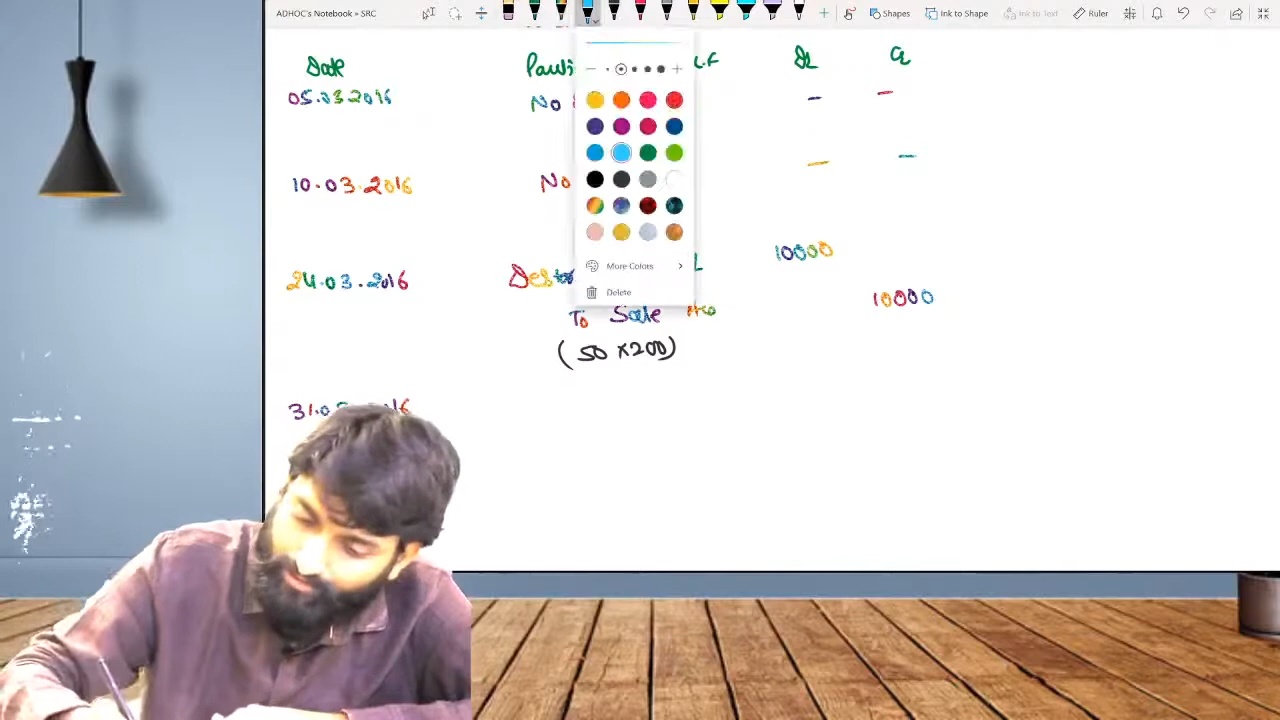 ADHOC's Notebook » SRC
Shapes Ink to Shape Ink to Text Ruler
Date L.F Dr Cr
05.03.2016 No - -
10.03.2016 No - -
24.03.2016 10000
To Sale A/c 10000
(50 x 200)
More Colors
Delete